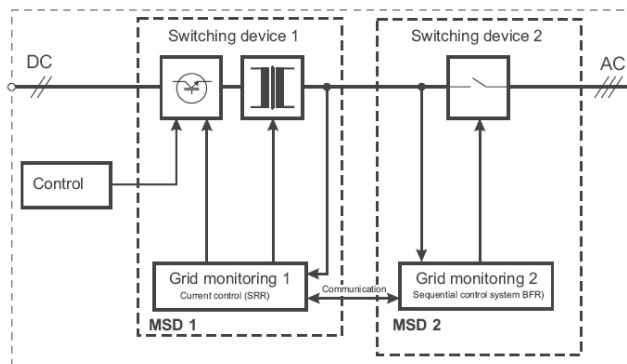 Switching device 1
Switching device 2
DC
AC
Control
Grid monitoring 1
Current control (SRR)
Communication
Grid monitoring 2
Sequential control system BFR)
MSD 1
MSD 2